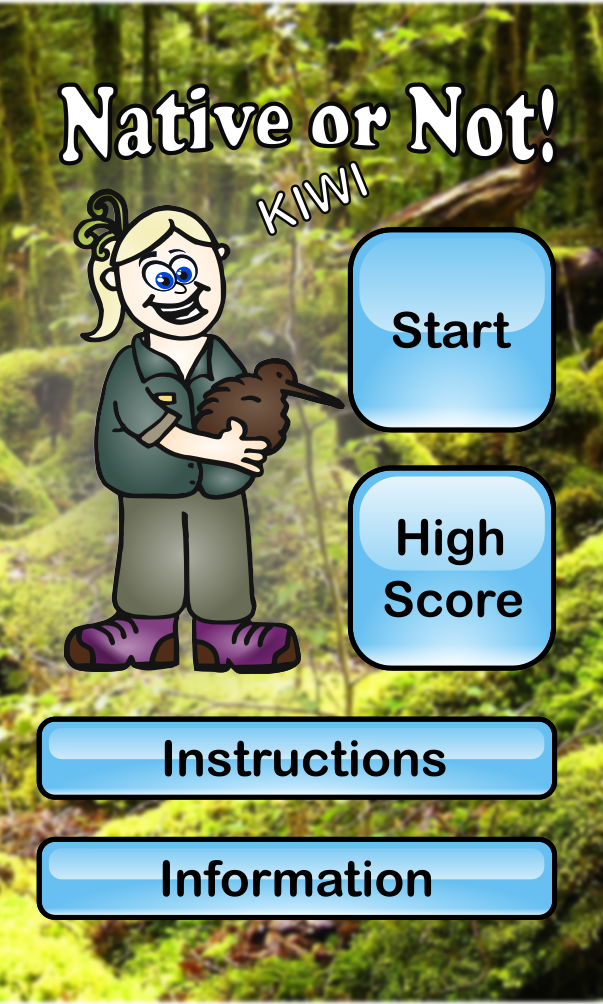 Native or Not!
KIWI
Start
High
Score
Instructions
Information